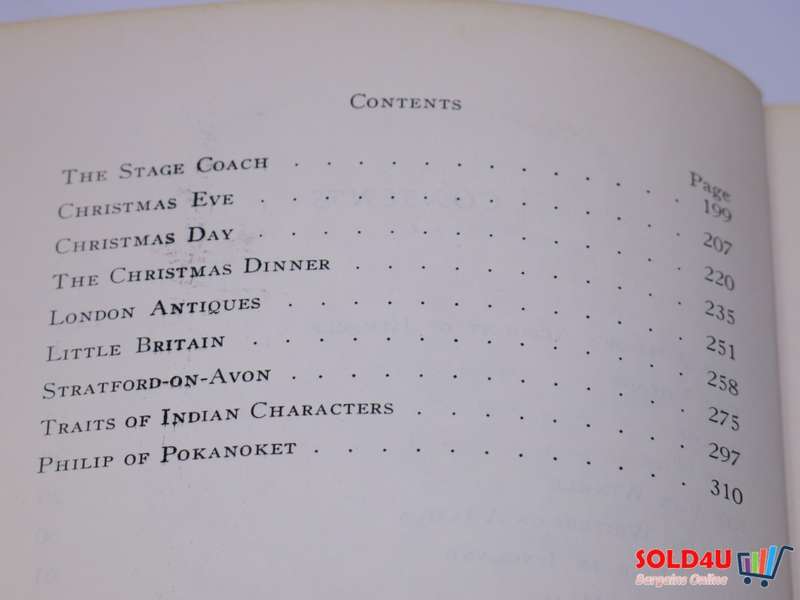 CONTENTS
Page
THE STAGE COACH . . . . . . . . . . . 199
CHRISTMAS EVE . . . . . . . . . . . . 207
CHRISTMAS DAY . . . . . . . . . . . . 220
THE CHRISTMAS DINNER . . . . . . . . . 235
LONDON ANTIQUES . . . . . . . . . . . 251
LITTLE BRITAIN . . . . . . . . . . . . 258
STRATFORD-ON-AVON . . . . . . . . . . 275
TRAITS OF INDIAN CHARACTERS . . . . . . . 297
PHILIP OF POKANOKET . . . . . . . . . . 310
SOLD4U
Bargains Online